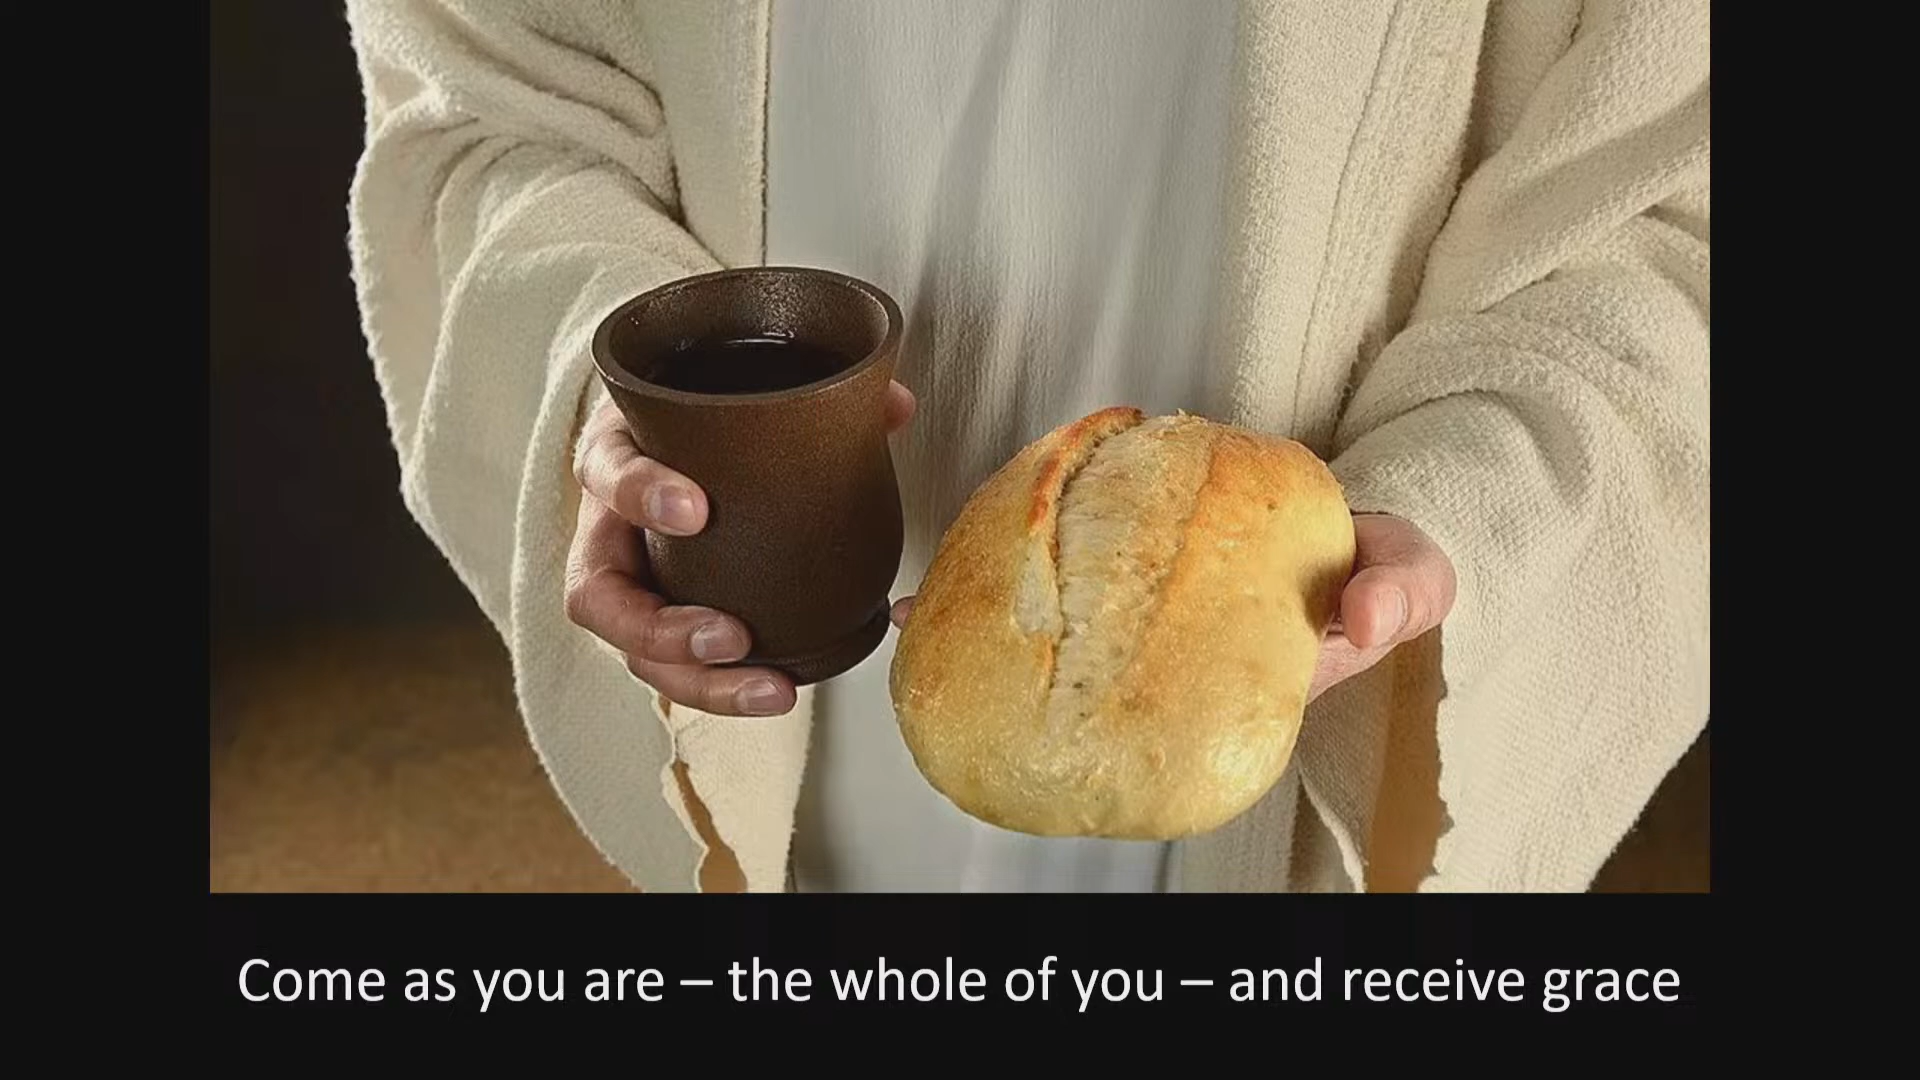 Come as you are – the whole of you – and receive grace